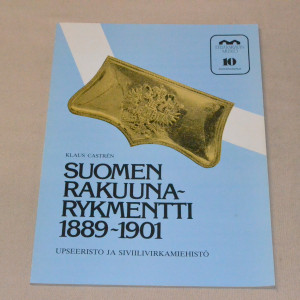 10
KLAUS CASTRÉN
SUOMEN
RAKUUNA-
RYKMENTTI
1889-1901
UPSEERISTO JA SIVIILIVIRKAMIEHISTÖ